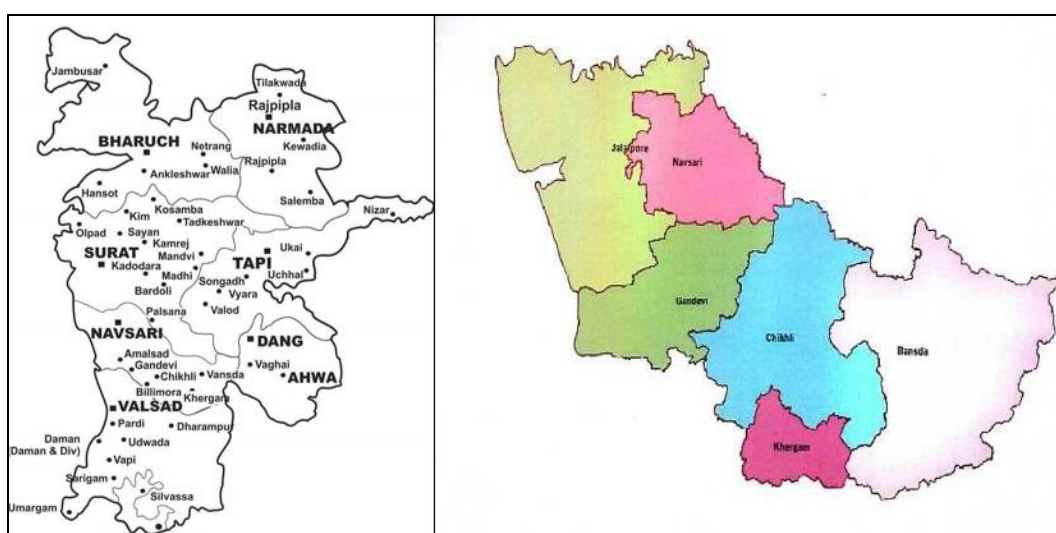 Jambusar
Tilakwada
Rajpipla
NARMADA
BHARUCH
Netrang
Kewadia
Ankleshwar
Walia
Rajpipla
Hansot
Salemba
Kosamba
Nizar
Kim
Tadkeshwar
Olpad
Sayan
Kamrej
Ukai
SURAT
Mandvi
TAPI
Kadodara
Madhi
Songadh
Uchhal
Bardoli
Vyara
Palsana
Valod
NAVSARI
DANG
Amalsad
Gandevi
Vaghai
Chikhli
Vansda
AHWA
Billimora
Khergam
VALSAD
Pardi
Dharampur
Daman
(Daman & Div)
Udwada
Vapi
Sarigam
Silvassa
Umargam
Jalalpore
Navsari
Gandevi
Chikhli
Bansda
Khergam